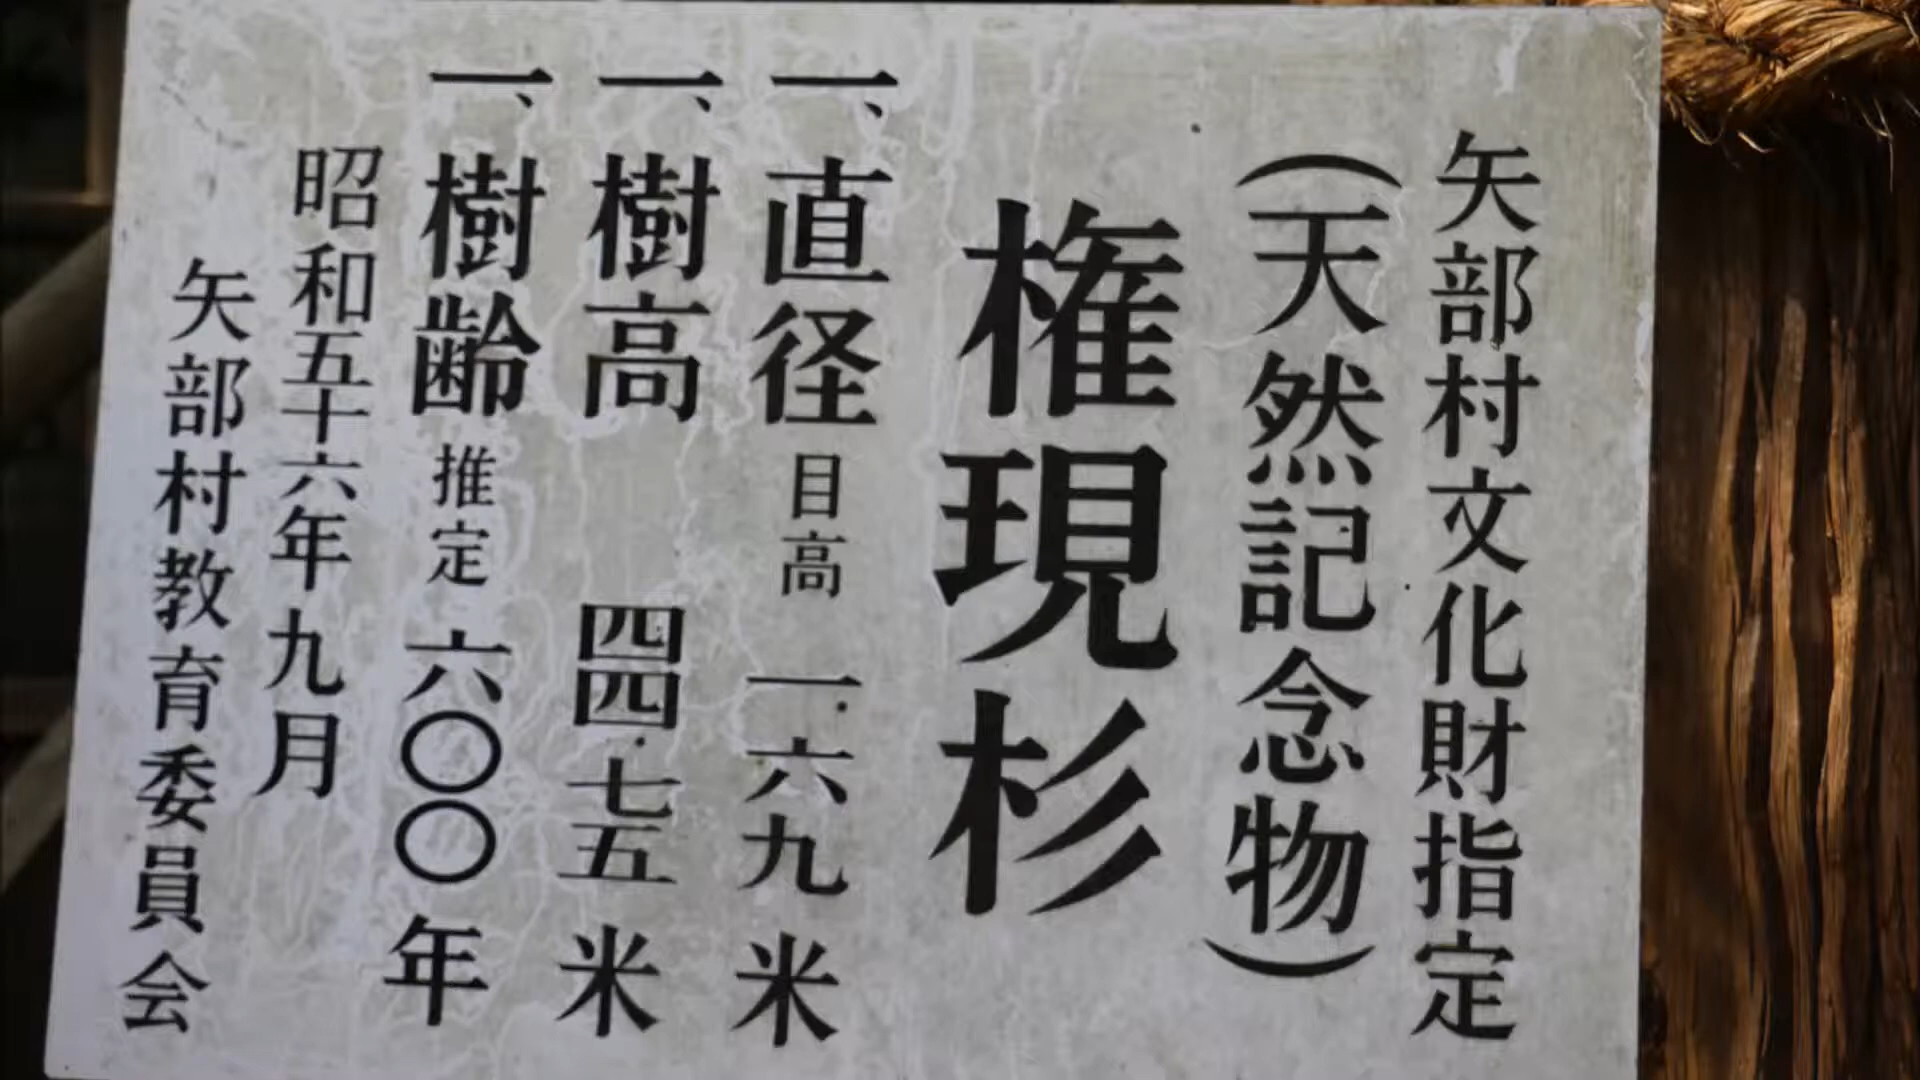 矢部村文化財指定
(天然記念物)
権現杉
一、直径 目高 一.六九米
一、樹高 四四.七五米
一、樹齢 推定 六〇〇年
昭和五十六年九月
矢部村教育委員会